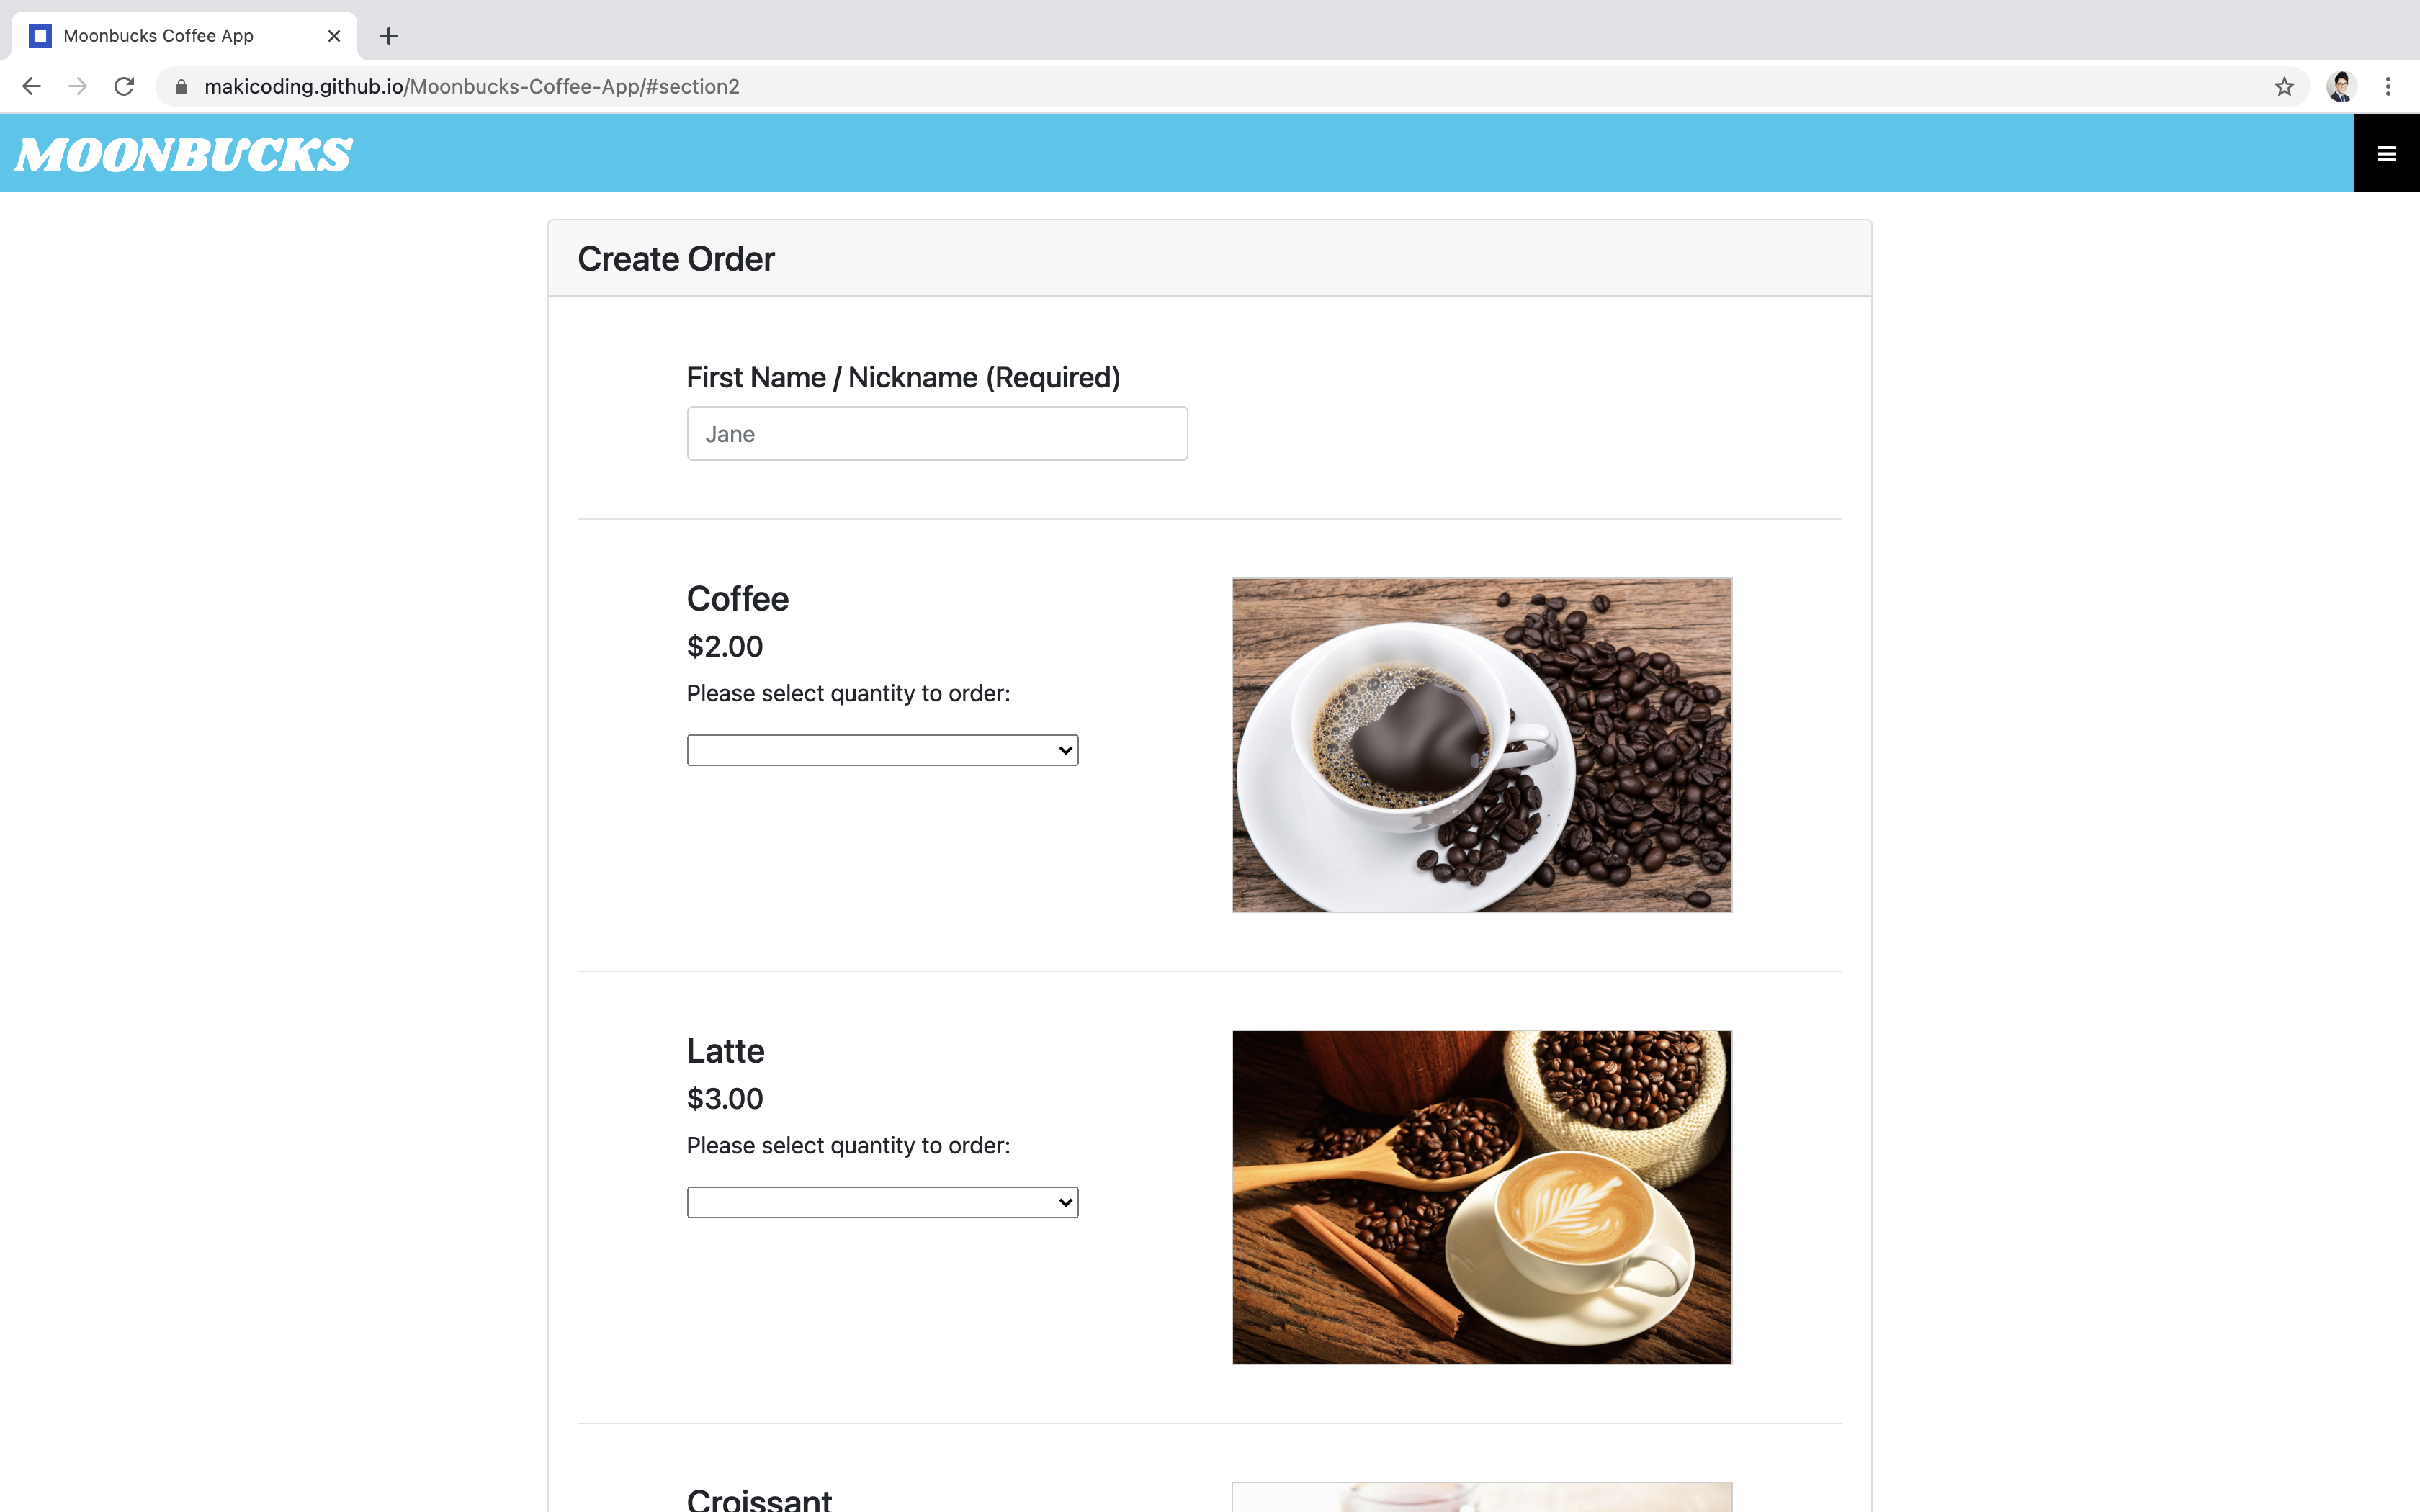 Moonbucks Coffee App
makicoding.github.io/Moonbucks-Coffee-App/#section2
MOONBUCKS
Create Order
First Name / Nickname (Required)
Jane
Coffee
$2.00
Please select quantity to order:
Latte
$3.00
Please select quantity to order:
Croissant